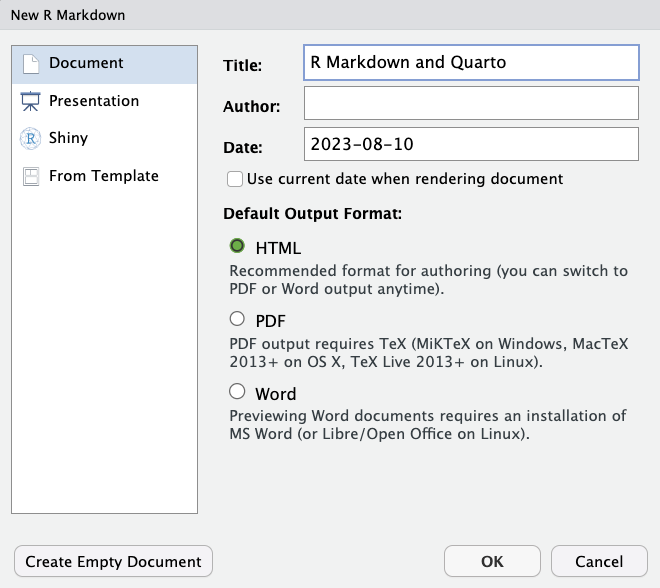 New R Markdown
Document
Presentation
R Shiny
From Template
Title: R Markdown and Quarto
Author:
Date: 2023-08-10
Use current date when rendering document
Default Output Format:
HTML
Recommended format for authoring (you can switch to
PDF or Word output anytime).
PDF
PDF output requires TeX (MiKTeX on Windows, MacTeX
2013+ on OS X, TeX Live 2013+ on Linux).
Word
Previewing Word documents requires an installation of
MS Word (or Libre/Open Office on Linux).
Create Empty Document
OK
Cancel